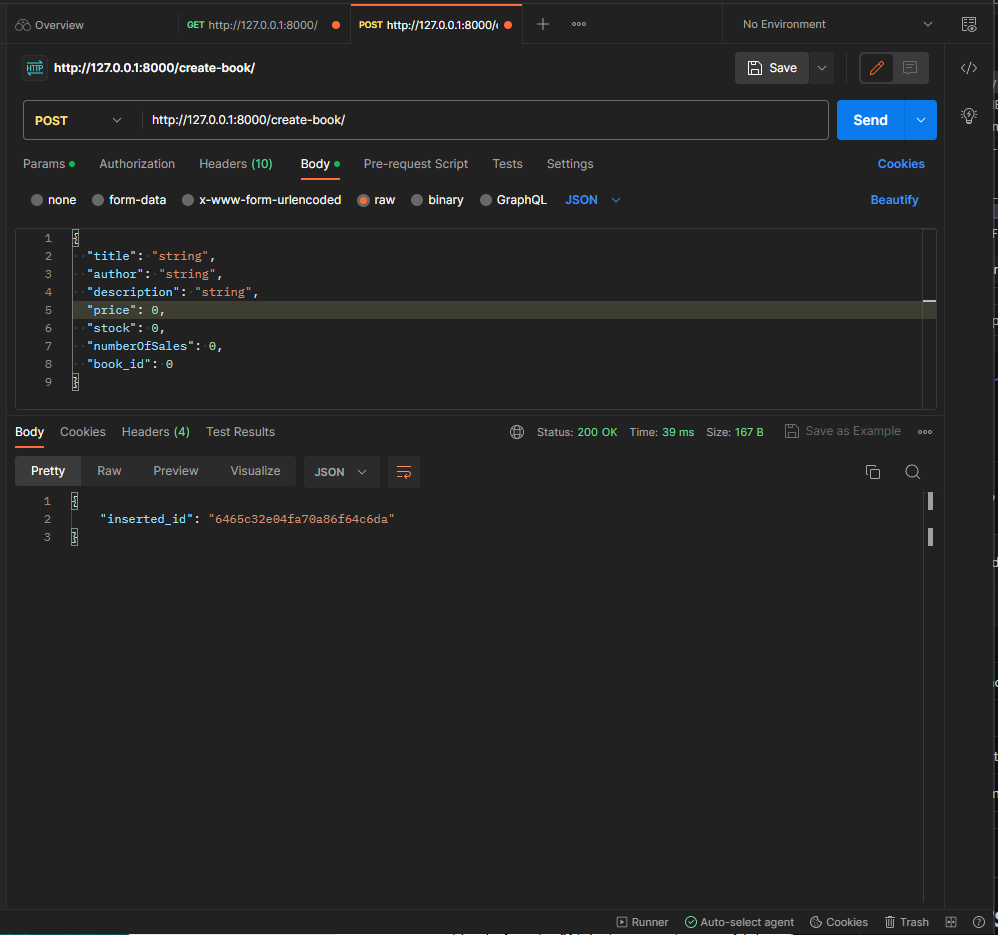 Overview GET http://127.0.0.1:8000/ POST http://127.0.0.1:8000/c No Environment
HTTP http://127.0.0.1:8000/create-book/ Save
POST http://127.0.0.1:8000/create-book/ Send
Params Authorization Headers (10) Body Pre-request Script Tests Settings Cookies
none form-data x-www-form-urlencoded raw binary GraphQL JSON Beautify
1 {
2 "title": "string",
3 "author": "string",
4 "description": "string",
5 "price": 0,
6 "stock": 0,
7 "numberOfSales": 0,
8 "book_id": 0
9 }
Body Cookies Headers (4) Test Results Status: 200 OK Time: 39 ms Size: 167 B Save as Example
Pretty Raw Preview Visualize JSON
1 {
2 "inserted_id": "6465c32e04fa70a86f64c6da"
3 }
Runner Auto-select agent Cookies Trash